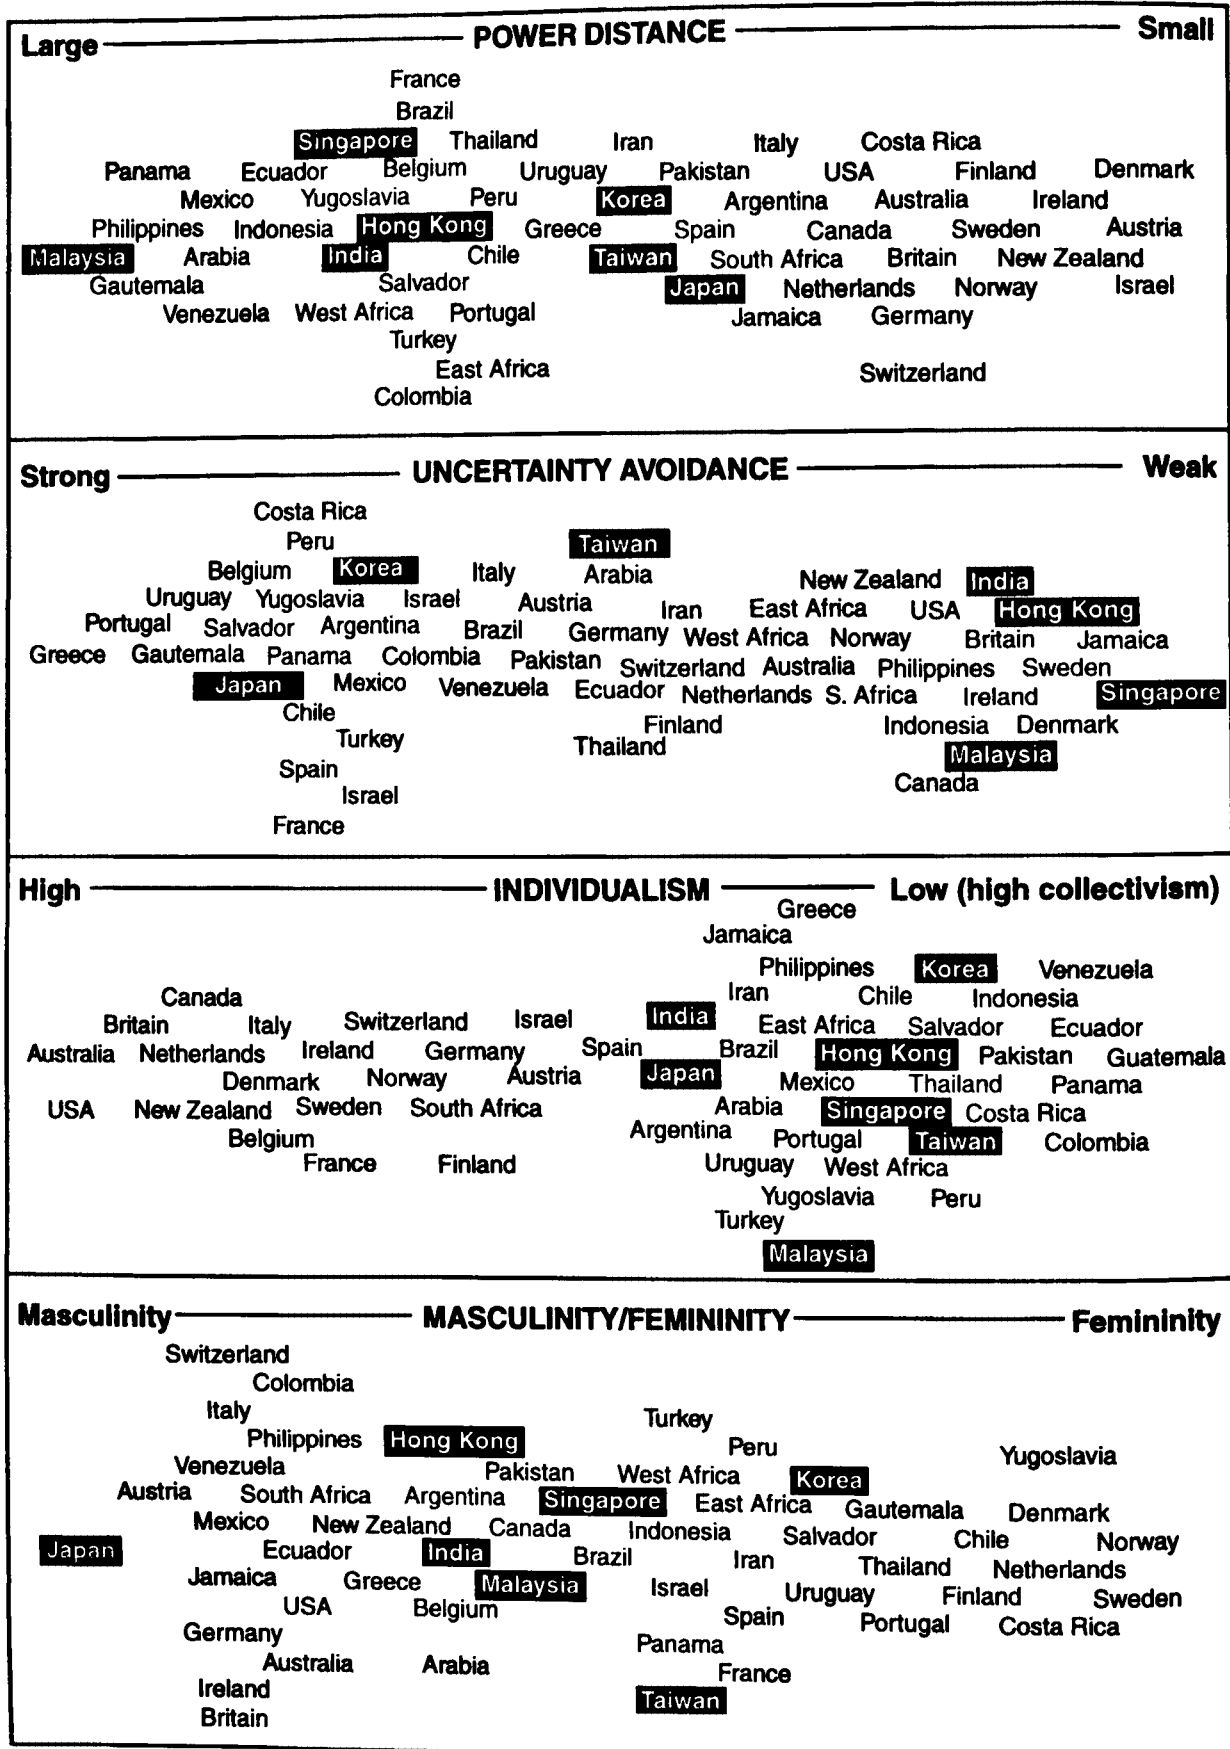 Large POWER DISTANCE Small
France
Brazil
Singapore Thailand Iran Italy Costa Rica
Panama Ecuador Belgium Uruguay Pakistan USA Finland Denmark
Mexico Yugoslavia Peru Korea Argentina Australia Ireland
Philippines Indonesia Hong Kong Greece Spain Canada Sweden Austria
Malaysia Arabia India Chile Taiwan South Africa Britain New Zealand
Gautemala Salvador Japan Netherlands Norway Israel
Venezuela West Africa Portugal Jamaica Germany
Turkey
East Africa Switzerland
Colombia
Strong UNCERTAINTY AVOIDANCE Weak
Costa Rica
Peru Taiwan
Belgium Korea Italy Arabia New Zealand India
Uruguay Yugoslavia Israel Austria Iran East Africa USA Hong Kong
Portugal Salvador Argentina Brazil Germany West Africa Norway Britain Jamaica
Greece Gautemala Panama Colombia Pakistan Switzerland Australia Philippines Sweden
Japan Mexico Venezuela Ecuador Netherlands S. Africa Ireland Singapore
Chile Finland Indonesia Denmark
Turkey Thailand Malaysia
Spain Canada
Israel
France
High INDIVIDUALISM Low (high collectivism)
Greece
Jamaica
Philippines Korea Venezuela
Canada Iran Chile Indonesia
Britain Italy Switzerland Israel India East Africa Salvador Ecuador
Australia Netherlands Ireland Germany Spain Brazil Hong Kong Pakistan Guatemala
Denmark Norway Austria Japan Mexico Thailand Panama
USA New Zealand Sweden South Africa Arabia Singapore Costa Rica
Belgium Argentina Portugal Taiwan Colombia
France Finland Uruguay West Africa
Yugoslavia Peru
Turkey
Malaysia
Masculinity MASCULINITY/FEMININITY Femininity
Switzerland
Colombia
Italy Turkey
Philippines Hong Kong Peru Yugoslavia
Venezuela Pakistan West Africa Korea
Austria South Africa Argentina Singapore East Africa Gautemala Denmark
Mexico New Zealand Canada Indonesia Salvador Chile Norway
Japan Ecuador India Brazil Iran Thailand Netherlands
Jamaica Greece Malaysia Israel Uruguay Finland Sweden
USA Belgium Spain Portugal Costa Rica
Germany Panama
Australia Arabia France
Ireland Taiwan
Britain